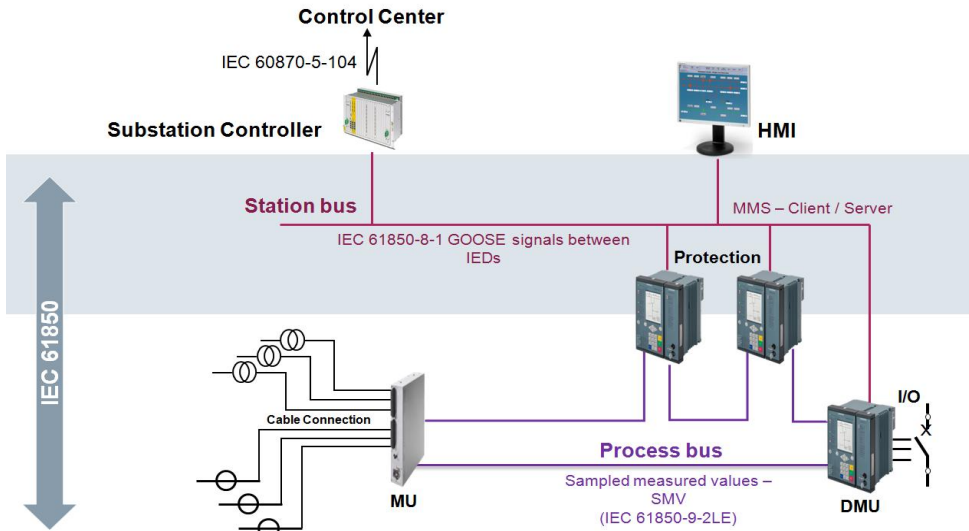 Control Center
IEC 60870-5-104
Substation Controller
HMI
Station bus
MMS – Client / Server
IEC 61850-8-1 GOOSE signals between
IEDs
Protection
IEC 61850
Cable Connection
I/O
Process bus
MU
Sampled measured values –
SMV
(IEC 61850-9-2LE)
DMU